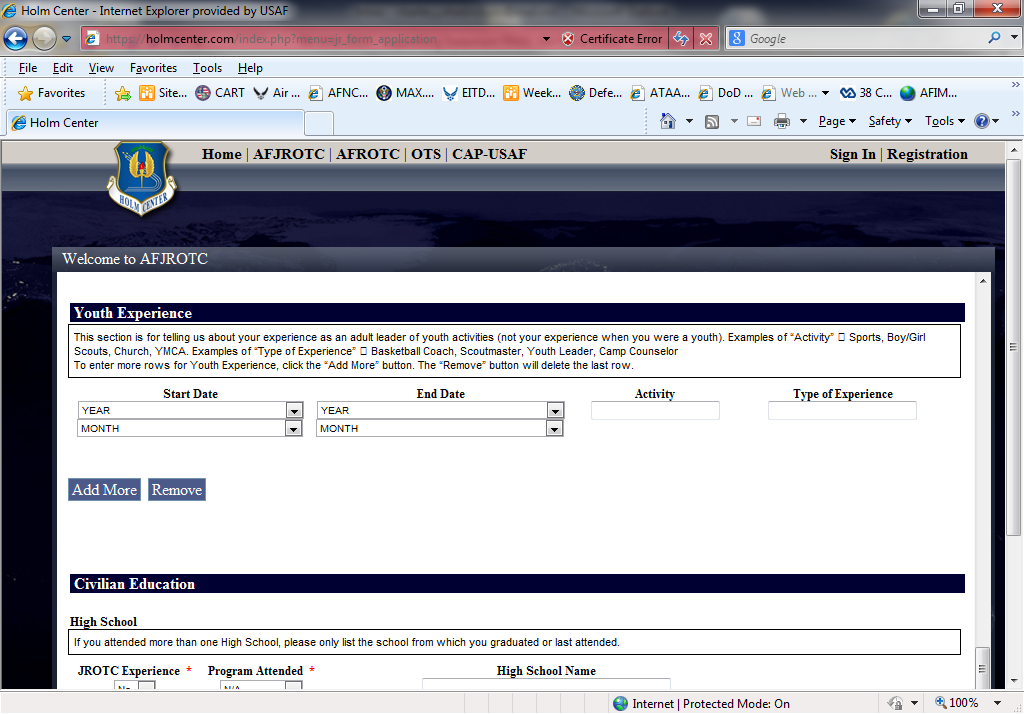 Holm Center - Internet Explorer provided by USAF
https://holmcenter.com/index.php?menu=jr_form_application
Certificate Error
Google
File Edit View Favorites Tools Help
Favorites Site... CART Air ... AFNC... MAX.... EITD... Week... Defe... ATAA... DoD ... Web ... 38 C... AFIM...
Holm Center
Page Safety Tools
Home | AFJROTC | AFROTC | OTS | CAP-USAF
Sign In | Registration
HOLM CENTER
Welcome to AFJROTC
Youth Experience
This section is for telling us about your experience as an adult leader of youth activities (not your experience when you were a youth). Examples of “Activity” □ Sports, Boy/Girl
Scouts, Church, YMCA. Examples of “Type of Experience” □ Basketball Coach, Scoutmaster, Youth Leader, Camp Counselor
To enter more rows for Youth Experience, click the “Add More” button. The “Remove” button will delete the last row.
Start Date End Date Activity Type of Experience
YEAR YEAR
MONTH MONTH
Add More Remove
Civilian Education
High School
If you attended more than one High School, please only list the school from which you graduated or last attended.
JROTC Experience * Program Attended * High School Name
No N/A
Internet | Protected Mode: On
100%